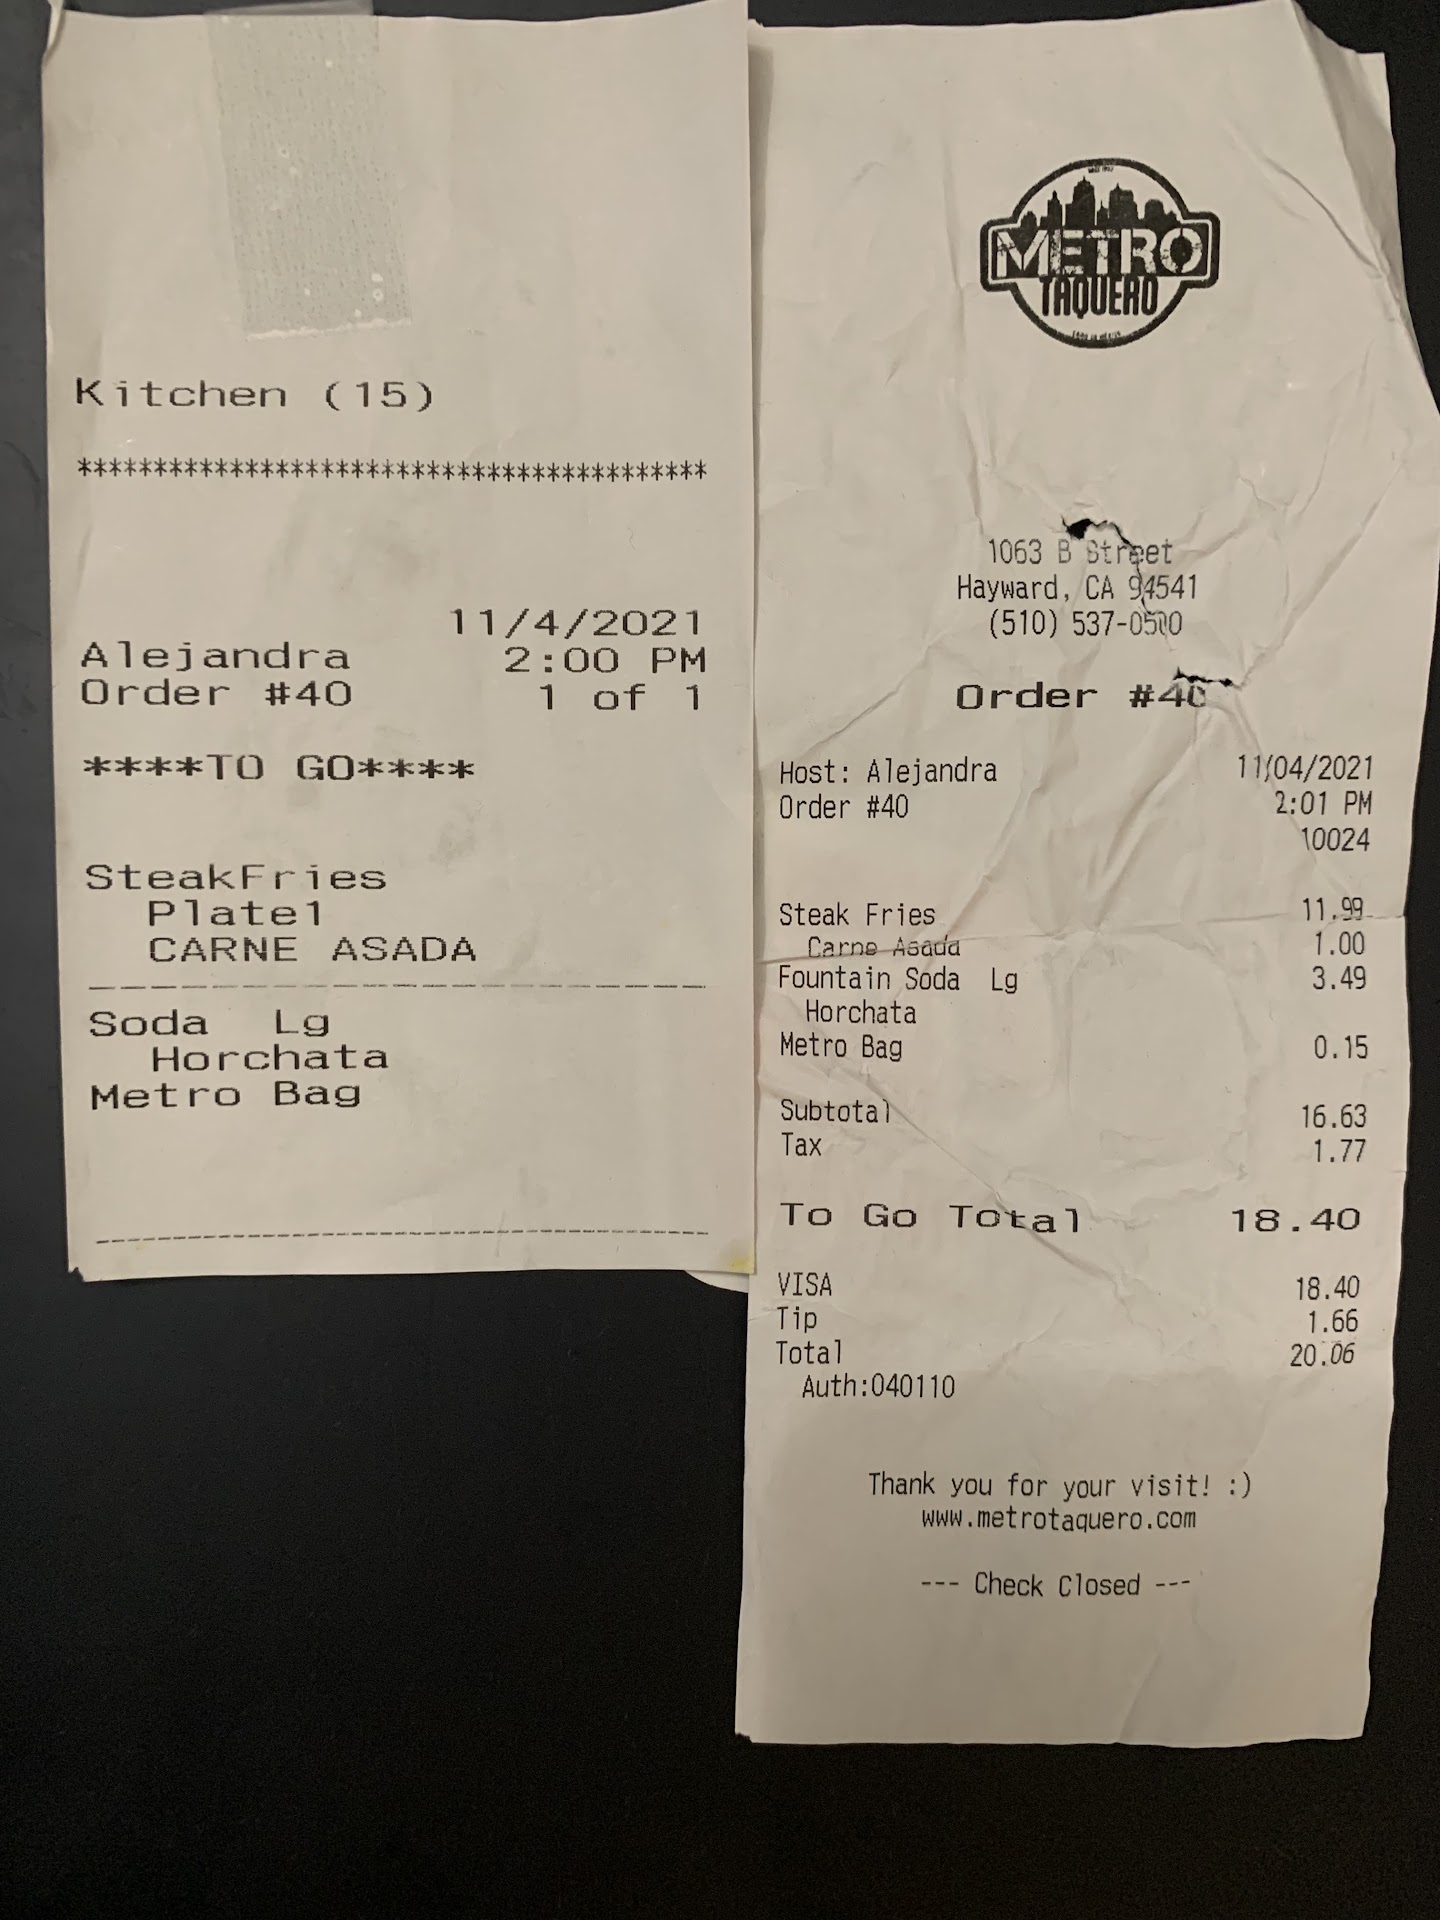 Kitchen (15)
******************************************
11/4/2021
Alejandra 2:00 PM
Order #40 1 of 1
****TO GO****
SteakFries
Plate1
CARNE ASADA
Soda Lg
Horchata
Metro Bag
METRO
TAQUERO
1063 B Street
Hayward, CA 94541
(510) 537-0500
Order #40
Host: Alejandra 11/04/2021
Order #40 2:01 PM
10024
Steak Fries 11.99
Carne Asada 1.00
Fountain Soda Lg 3.49
Horchata
Metro Bag 0.15
Subtotal 16.63
Tax 1.77
To Go Total 18.40
VISA 18.40
Tip 1.66
Total 20.06
Auth:040110
Thank you for your visit! :)
www.metrotaquero.com
--- Check Closed ---